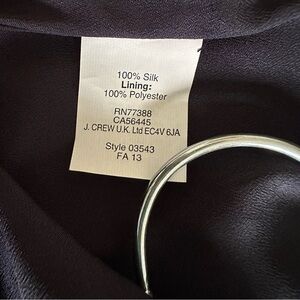 100% Silk
Lining:
100% Polyester
RN77388
CA56445
J. CREW U.K. Ltd EC4V 6JA
Style 03543
FA 13